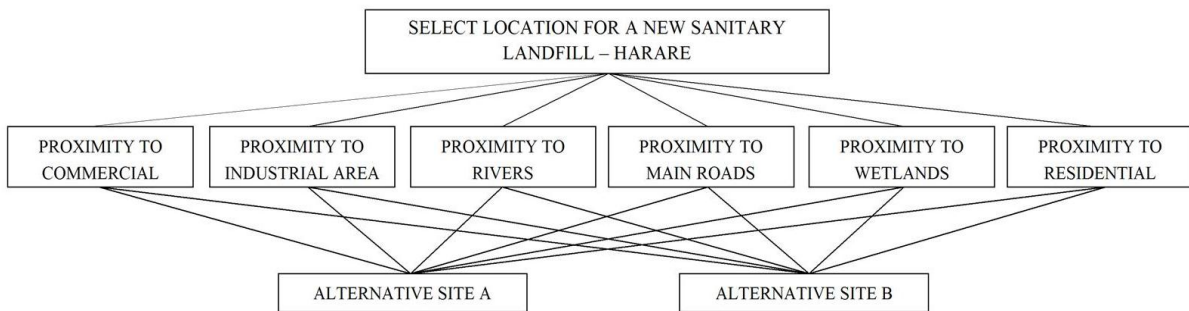 SELECT LOCATION FOR A NEW SANITARY
LANDFILL – HARARE
PROXIMITY TO
COMMERCIAL
PROXIMITY TO
INDUSTRIAL AREA
PROXIMITY TO
RIVERS
PROXIMITY TO
MAIN ROADS
PROXIMITY TO
WETLANDS
PROXIMITY TO
RESIDENTIAL
ALTERNATIVE SITE A
ALTERNATIVE SITE B